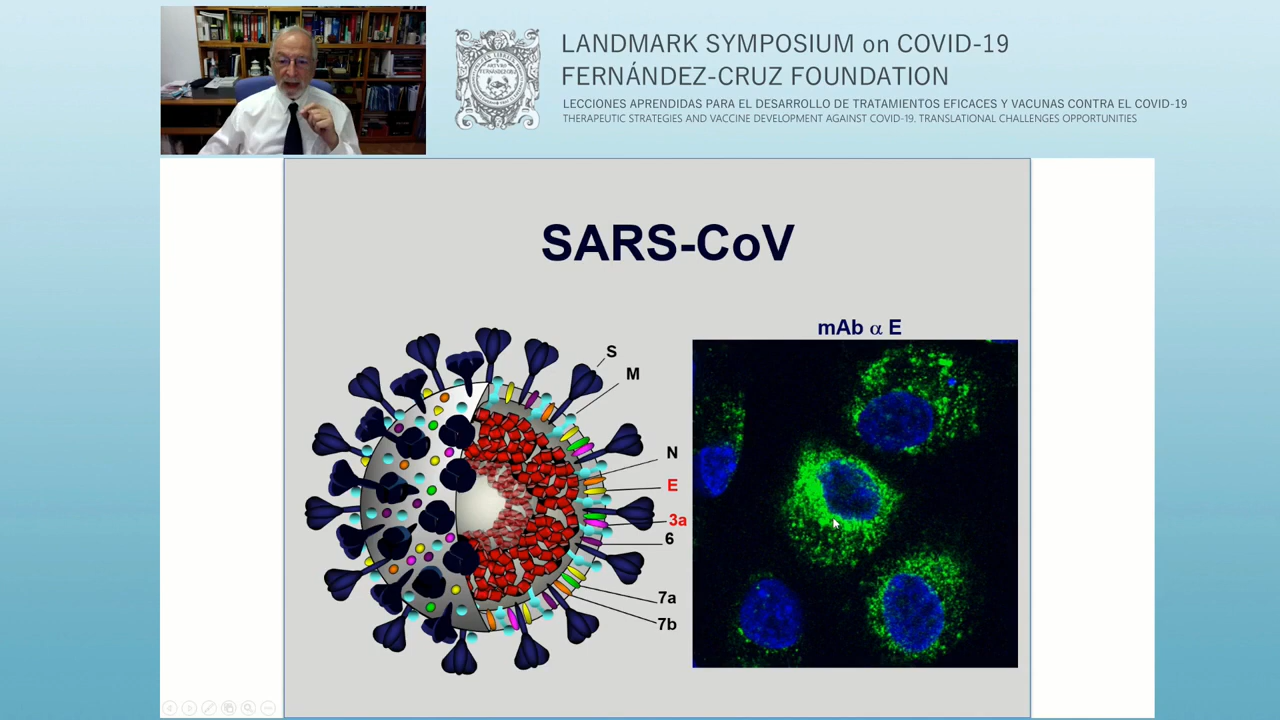 LANDMARK SYMPOSIUM on COVID-19
FERNÁNDEZ-CRUZ FOUNDATION
LECCIONES APRENDIDAS PARA EL DESARROLLO DE TRATAMIENTOS EFICACES Y VACUNAS CONTRA EL COVID-19
THERAPEUTIC STRATEGIES AND VACCINE DEVELOPMENT AGAINST COVID-19. TRANSLATIONAL CHALLENGES OPPORTUNITIES
SARS-CoV
mAb α E
S
M
N
E
3a
6
7a
7b